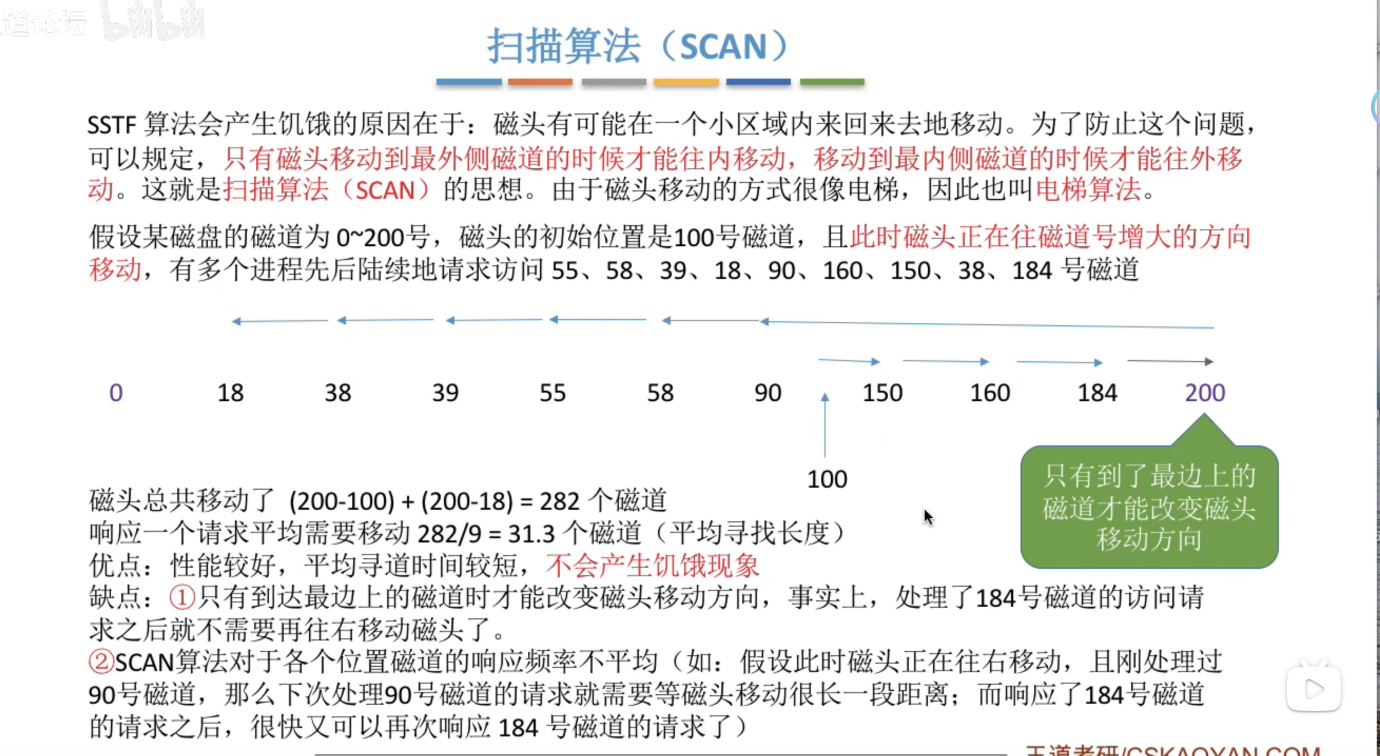 道论坛 bilibili
扫描算法（SCAN）
SSTF 算法会产生饥饿的原因在于：磁头有可能在一个小区域内来回来去地移动。为了防止这个问题，
可以规定，只有磁头移动到最外侧磁道的时候才能往内移动，移动到最内侧磁道的时候才能往外移
动。这就是扫描算法（SCAN）的思想。由于磁头移动的方式很像电梯，因此也叫电梯算法。
假设某磁盘的磁道为 0~200号，磁头的初始位置是100号磁道，且此时磁头正在往磁道号增大的方向
移动，有多个进程先后陆续地请求访问 55、58、39、18、90、160、150、38、184 号磁道
0 18 38 39 55 58 90 150 160 184 200
100
只有到了最边上的
磁道才能改变磁头
移动方向
磁头总共移动了 (200-100) + (200-18) = 282 个磁道
响应一个请求平均需要移动 282/9 = 31.3 个磁道（平均寻找长度）
优点：性能较好，平均寻道时间较短，不会产生饥饿现象
缺点：①只有到达最边上的磁道时才能改变磁头移动方向，事实上，处理了184号磁道的访问请
求之后就不需要再往右移动磁头了。
②SCAN算法对于各个位置磁道的响应频率不平均（如：假设此时磁头正在往右移动，且刚处理过
90号磁道，那么下次处理90号磁道的请求就需要等磁头移动很长一段距离；而响应了184号磁道
的请求之后，很快又可以再次响应 184 号磁道的请求了）
王道考研/CSKAOYAN.COM